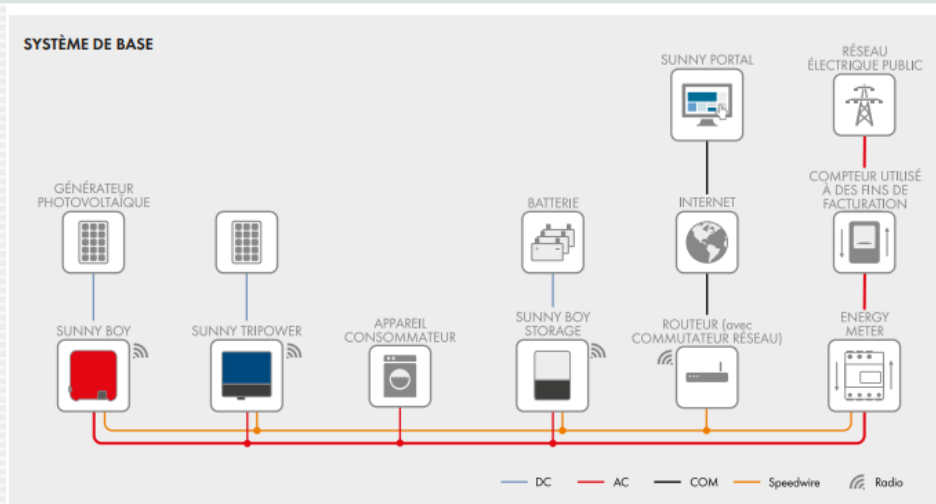 SYSTÈME DE BASE
SUNNY PORTAL
RÉSEAU
ÉLECTRIQUE PUBLIC
GÉNÉRATEUR
PHOTOVOLTAÏQUE
BATTERIE
INTERNET
COMPTEUR UTILISÉ
À DES FINS DE
FACTURATION
SUNNY BOY
SUNNY TRIPOWER
APPAREIL
CONSOMMATEUR
SUNNY BOY
STORAGE
ROUTEUR (avec
COMMUTATEUR RÉSEAU)
ENERGY
METER
DC
AC
COM
Speedwire
Radio